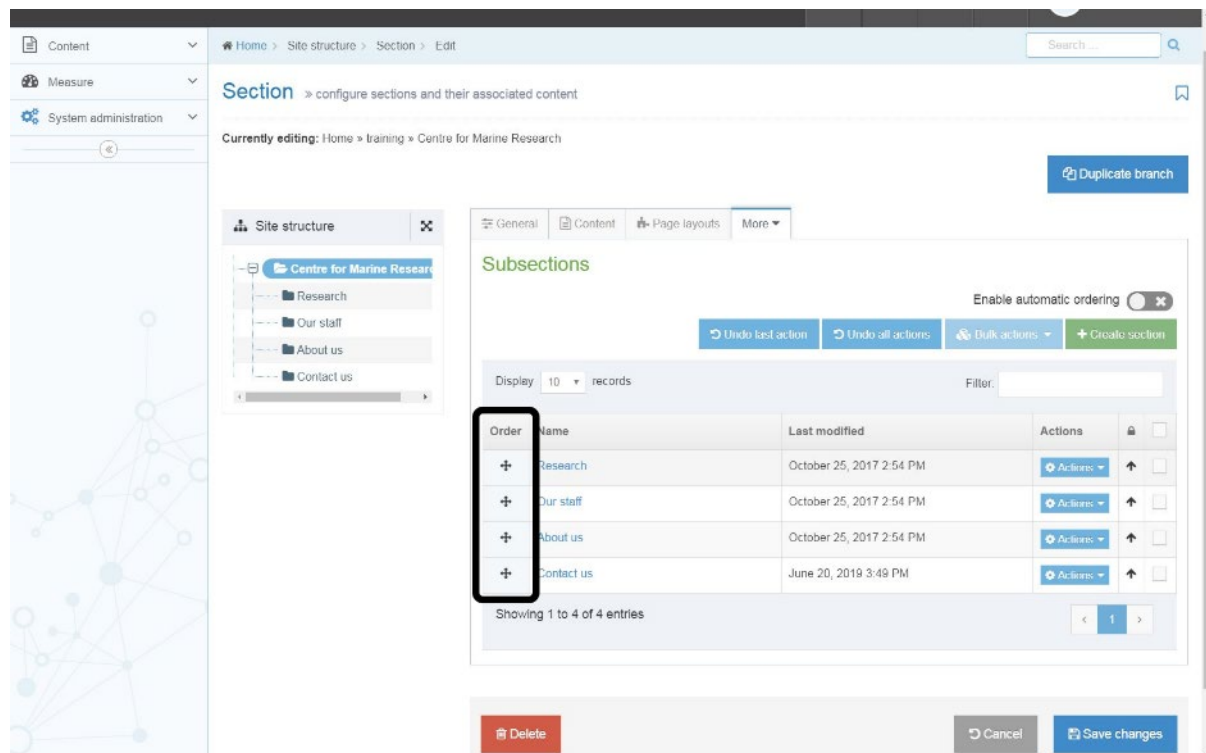 Content
Measure
System administration
Home > Site structure > Section > Edit
Search ...
Section » configure sections and their associated content
Currently editing: Home » training » Centre for Marine Research
Duplicate branch
Site structure
Centre for Marine Resear
Research
Our staff
About us
Contact us
General Content Page layouts More
Subsections
Enable automatic ordering
Undo last action Undo all actions Bulk actions + Create section
Display 10 records Filter:
Order Name Last modified Actions
Research October 25, 2017 2:54 PM Actions
Our staff October 25, 2017 2:54 PM Actions
About us October 25, 2017 2:54 PM Actions
Contact us June 20, 2019 3:49 PM Actions
Showing 1 to 4 of 4 entries < 1 >
Delete Cancel Save changes